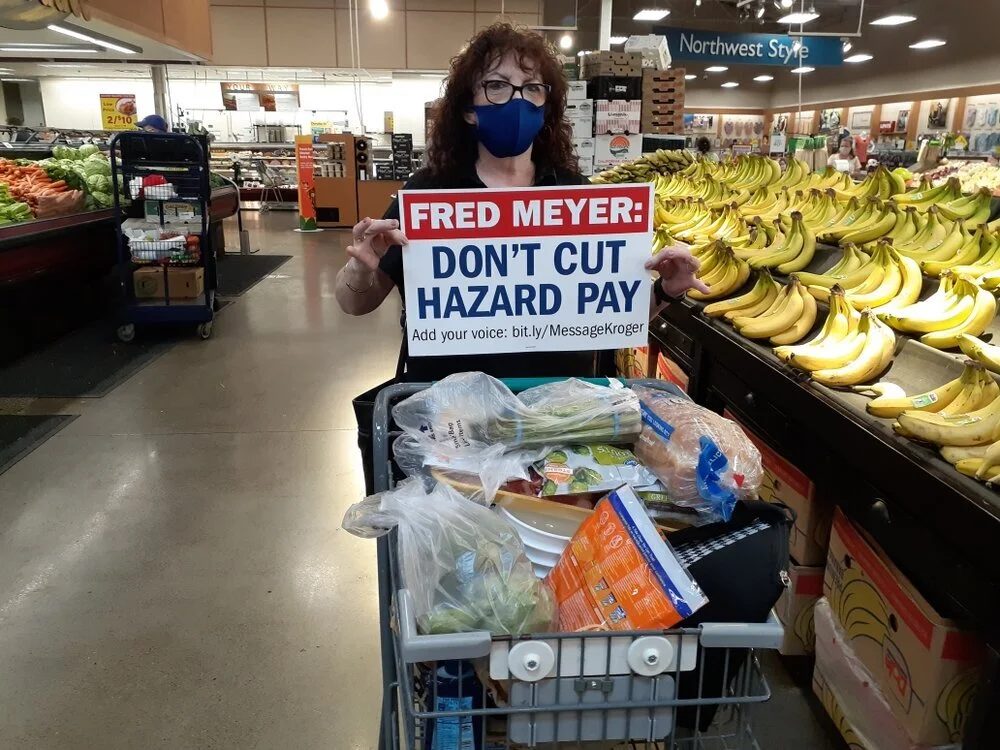 Northwest Style
2/$10
FRED MEYER:
DON'T CUT
HAZARD PAY
Add your voice: bit.ly/MessageKroger